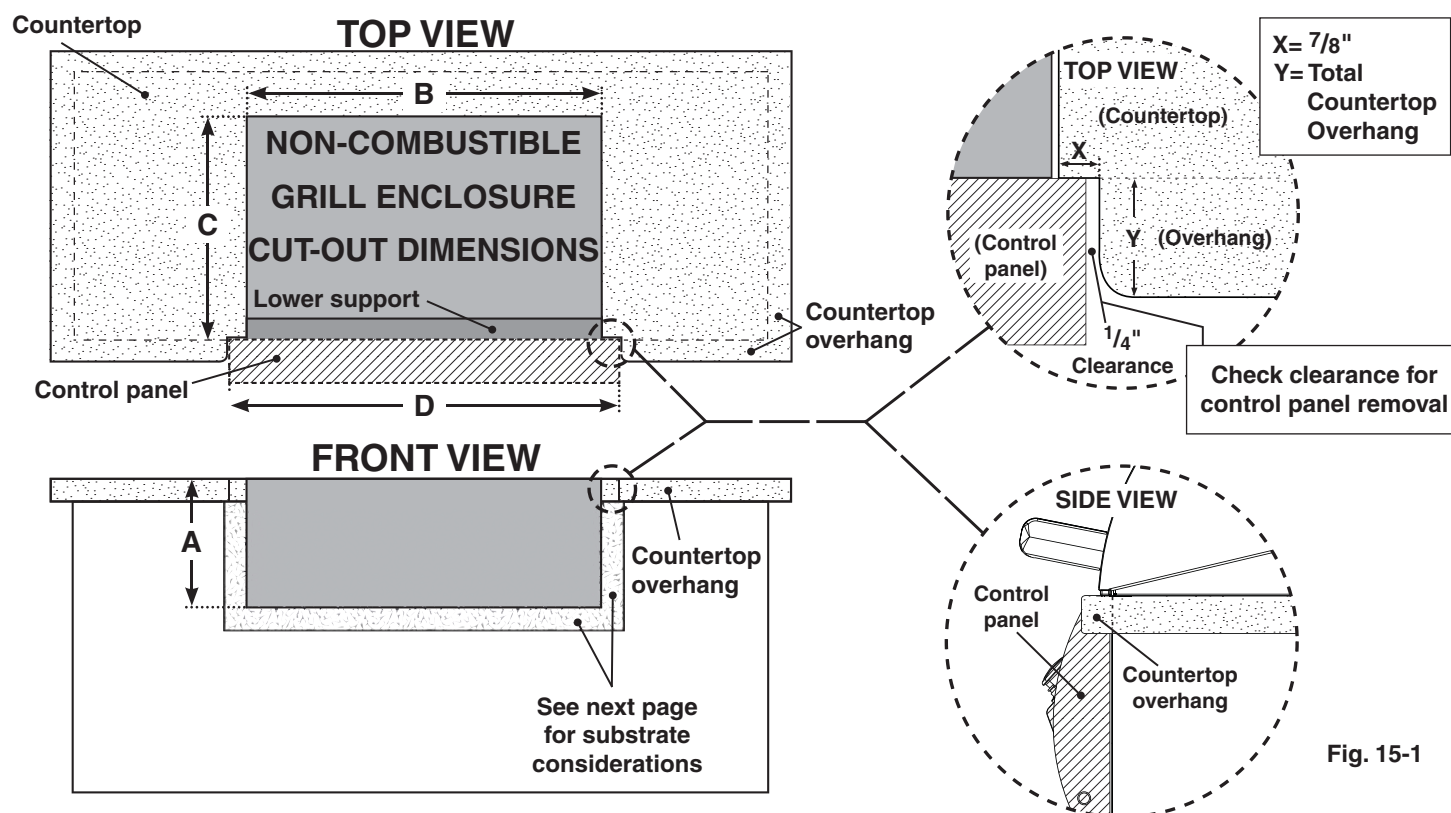 Countertop
TOP VIEW
B
NON-COMBUSTIBLE
GRILL ENCLOSURE
CUT-OUT DIMENSIONS
C
Lower support
Countertop
overhang
Control panel
D
TOP VIEW
(Countertop)
X
(Control
panel)
Y
(Overhang)
1/4"
Clearance
X= 7/8"
Y= Total
Countertop
Overhang
Check clearance for
control panel removal
FRONT VIEW
A
Countertop
overhang
See next page
for substrate
considerations
SIDE VIEW
Control
panel
Countertop
overhang
Fig. 15-1